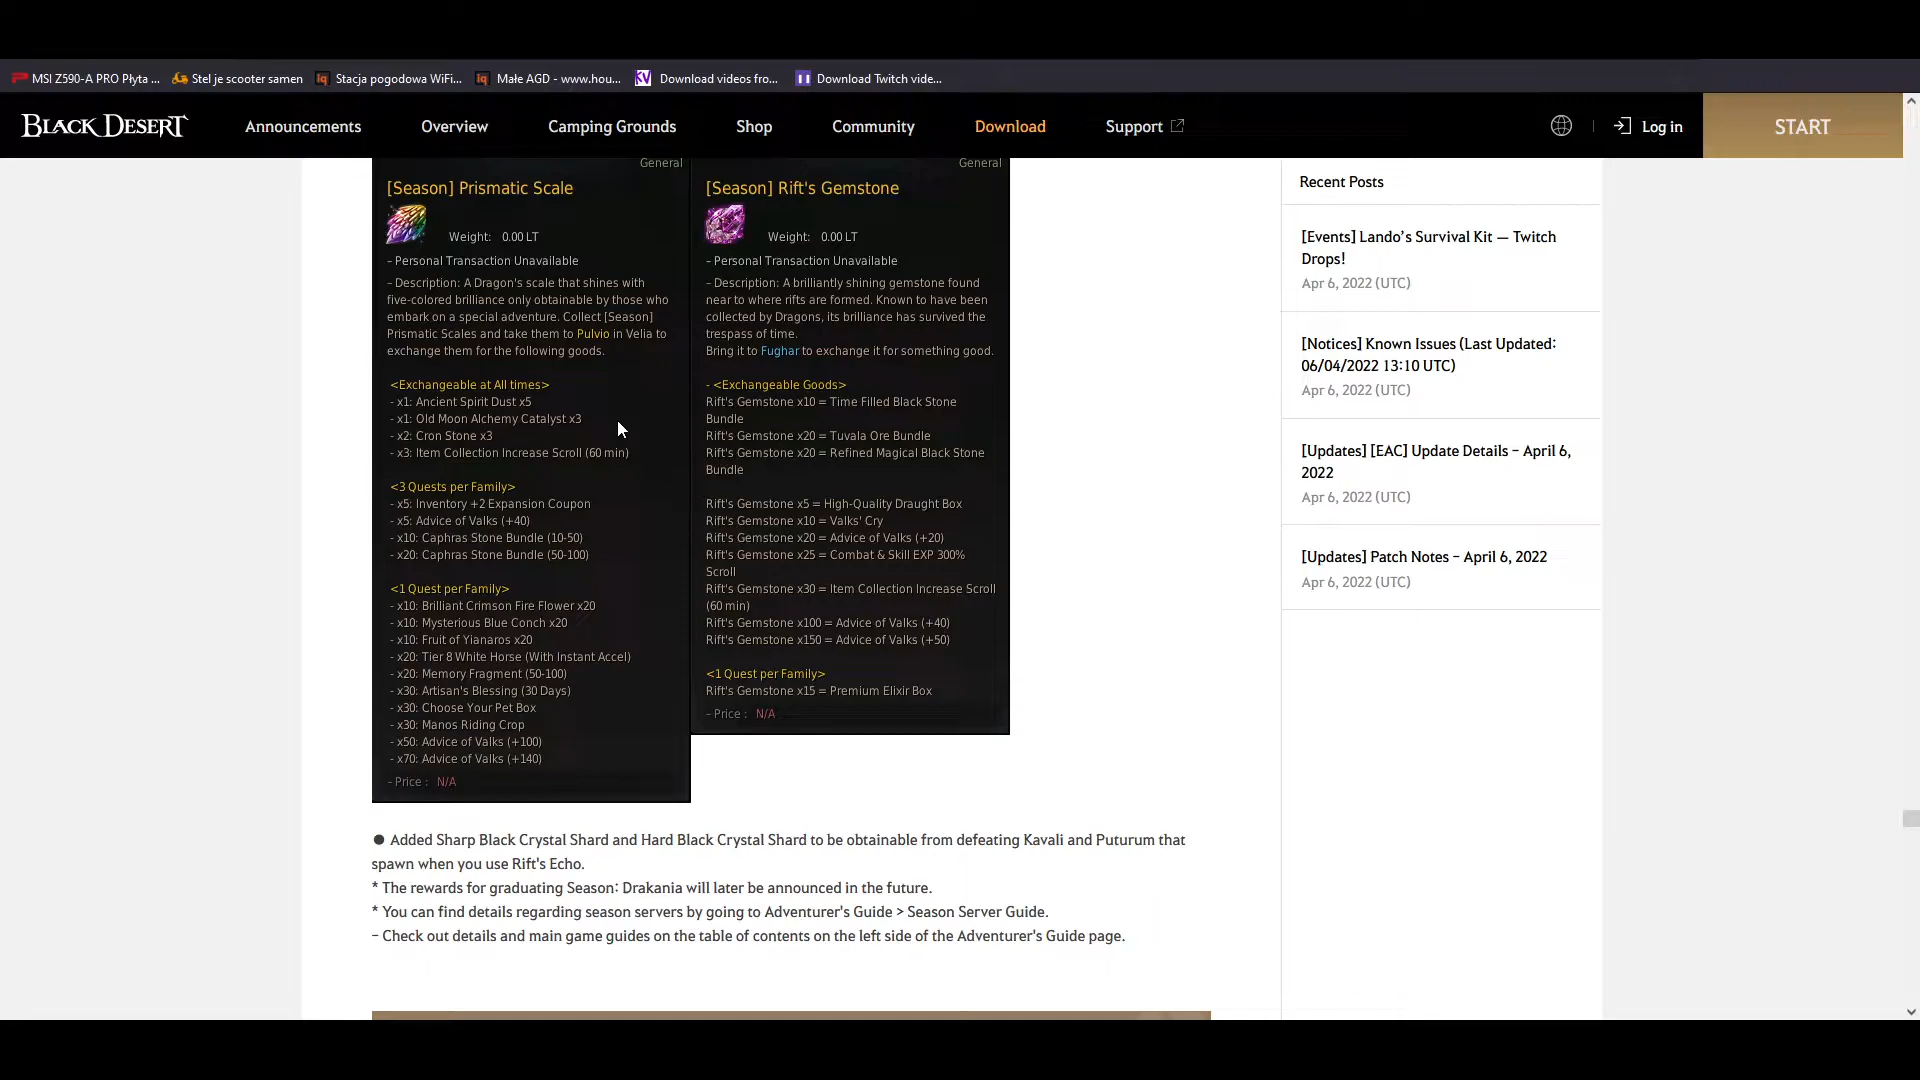 MSI Z590-A PRO Płyta ...
Stel je scooter samen
Stacja pogodowa WiFi...
Małe AGD - www.hou...
Download videos fro...
Download Twitch vide...
BLACK DESERT
Announcements
Overview
Camping Grounds
Shop
Community
Download
Support
Log in
START
General
[Season] Prismatic Scale
Weight: 0.00 LT
- Personal Transaction Unavailable
- Description: A Dragon's scale that shines with
five-colored brilliance only obtainable by those who
embark on a special adventure. Collect [Season]
Prismatic Scales and take them to Pulvio in Velia to
exchange them for the following goods.
<Exchangeable at All times>
- x1: Ancient Spirit Dust x5
- x1: Old Moon Alchemy Catalyst x3
- x2: Cron Stone x3
- x3: Item Collection Increase Scroll (60 min)
<3 Quests per Family>
- x5: Inventory +2 Expansion Coupon
- x5: Advice of Valks (+40)
- x10: Caphras Stone Bundle (10-50)
- x20: Caphras Stone Bundle (50-100)
<1 Quest per Family>
- x10: Brilliant Crimson Fire Flower x20
- x10: Mysterious Blue Conch x20
- x10: Fruit of Yianaros x20
- x20: Tier 8 White Horse (With Instant Accel)
- x20: Memory Fragment (50-100)
- x30: Artisan's Blessing (30 Days)
- x30: Choose Your Pet Box
- x30: Manos Riding Crop
- x50: Advice of Valks (+100)
- x70: Advice of Valks (+140)
- Price : N/A
General
[Season] Rift's Gemstone
Weight: 0.00 LT
- Personal Transaction Unavailable
- Description: A brilliantly shining gemstone found
near to where rifts are formed. Known to have been
collected by Dragons, its brilliance has survived the
trespass of time.
Bring it to Fughar to exchange it for something good.
- <Exchangeable Goods>
Rift's Gemstone x10 = Time Filled Black Stone
Bundle
Rift's Gemstone x20 = Tuvala Ore Bundle
Rift's Gemstone x20 = Refined Magical Black Stone
Bundle
Rift's Gemstone x5 = High-Quality Draught Box
Rift's Gemstone x10 = Valks' Cry
Rift's Gemstone x20 = Advice of Valks (+20)
Rift's Gemstone x25 = Combat & Skill EXP 300%
Scroll
Rift's Gemstone x30 = Item Collection Increase Scroll
(60 min)
Rift's Gemstone x100 = Advice of Valks (+40)
Rift's Gemstone x150 = Advice of Valks (+50)
<1 Quest per Family>
Rift's Gemstone x15 = Premium Elixir Box
- Price : N/A
● Added Sharp Black Crystal Shard and Hard Black Crystal Shard to be obtainable from defeating Kavali and Puturum that
spawn when you use Rift's Echo.
* The rewards for graduating Season: Drakania will later be announced in the future.
* You can find details regarding season servers by going to Adventurer's Guide > Season Server Guide.
– Check out details and main game guides on the table of contents on the left side of the Adventurer's Guide page.
Recent Posts
[Events] Lando's Survival Kit — Twitch
Drops!
Apr 6, 2022 (UTC)
[Notices] Known Issues (Last Updated:
06/04/2022 13:10 UTC)
Apr 6, 2022 (UTC)
[Updates] [EAC] Update Details – April 6,
2022
Apr 6, 2022 (UTC)
[Updates] Patch Notes – April 6, 2022
Apr 6, 2022 (UTC)